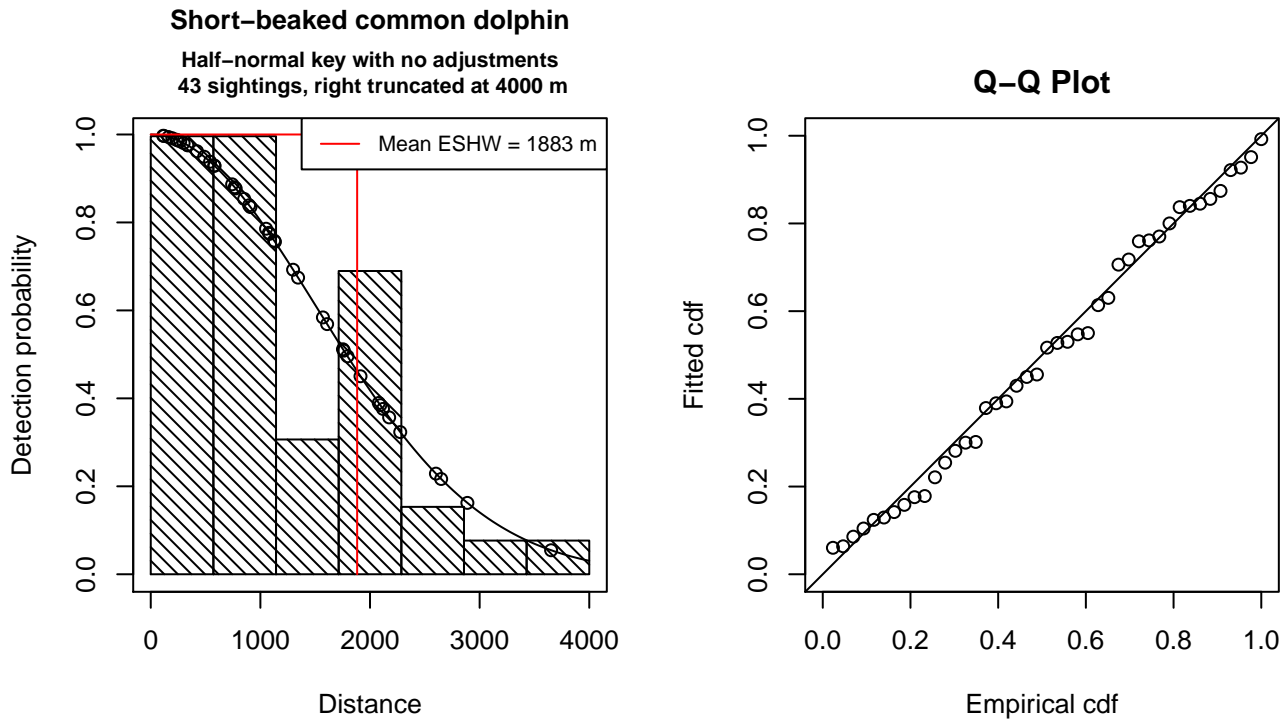 Short−beaked common dolphin
Half−normal key with no adjustments
43 sightings, right truncated at 4000 m
Mean ESHW = 1883 m
Detection probability
0.0 0.2 0.4 0.6 0.8 1.0
0 1000 2000 3000 4000
Distance
Q−Q Plot
Fitted cdf
0.0 0.2 0.4 0.6 0.8 1.0
0.0 0.2 0.4 0.6 0.8 1.0
Empirical cdf